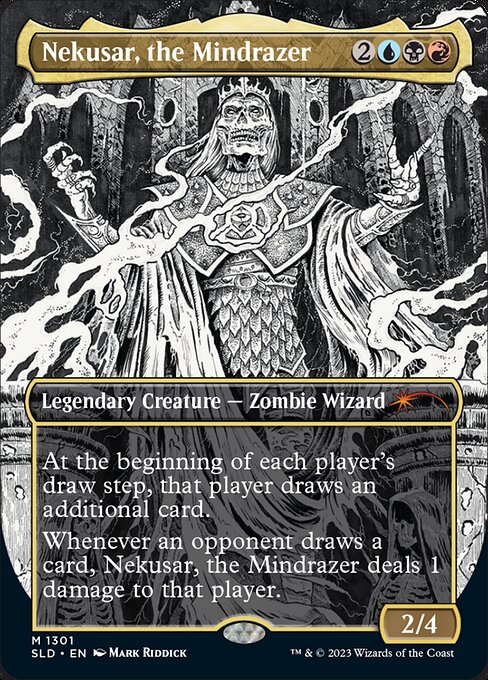 Nekusar, the Mindrazer 2
Legendary Creature — Zombie Wizard
At the beginning of each player's
draw step, that player draws an
additional card.
Whenever an opponent draws a
card, Nekusar, the Mindrazer deals 1
damage to that player.
2/4
M 1301
SLD • EN MARK RIDDICK
™ & © 2023 Wizards of the Coast